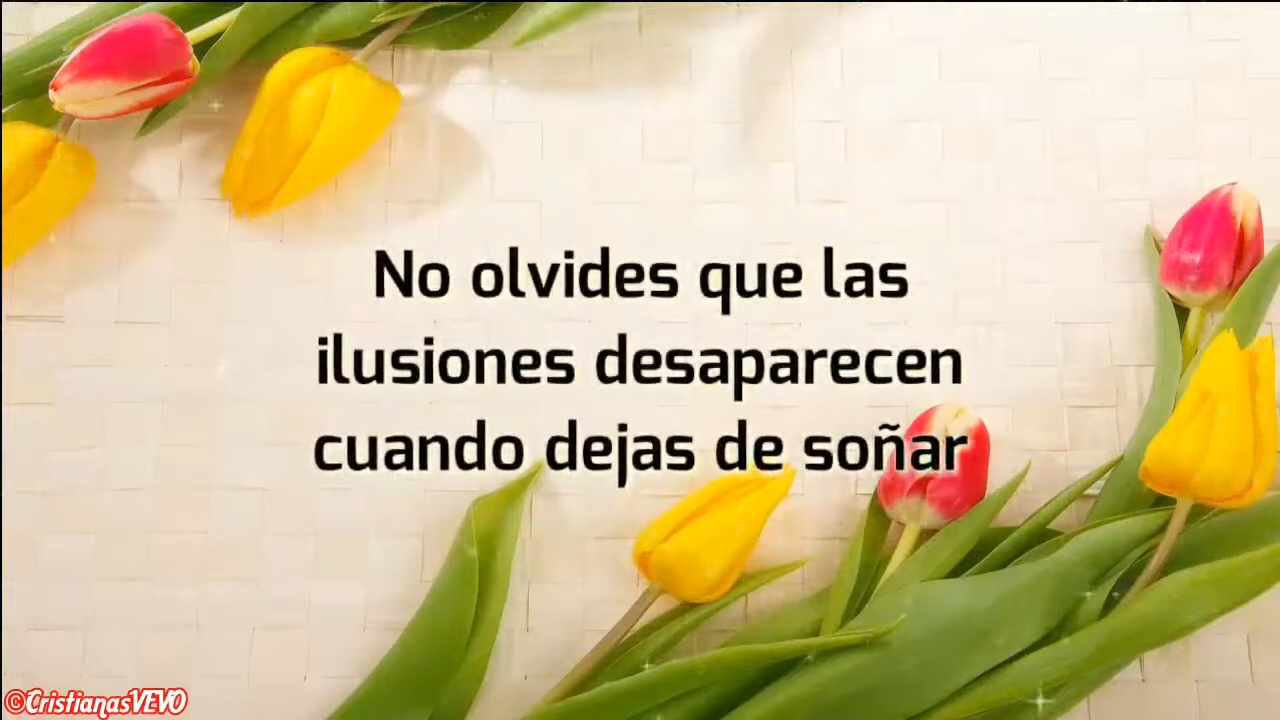 No olvides que las
ilusiones desaparecen
cuando dejas de soñar
©CristianasVEVO